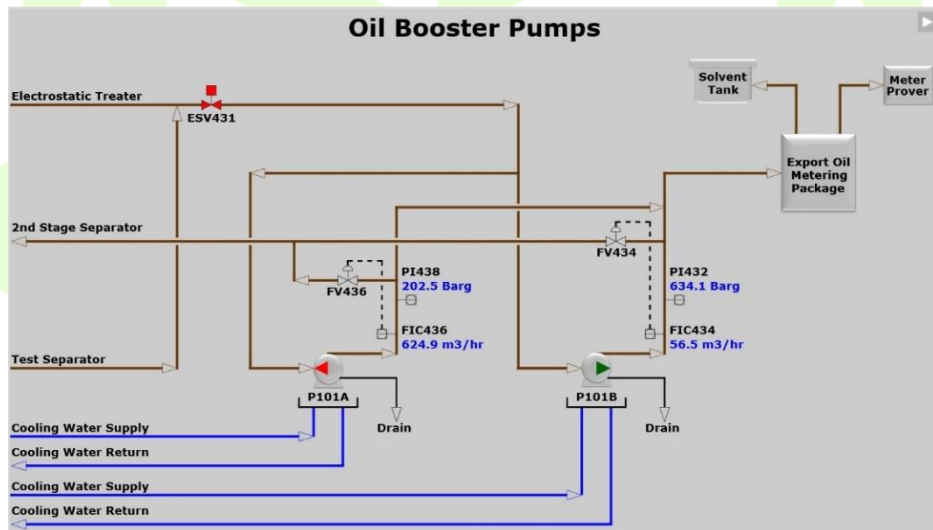 Oil Booster Pumps
Electrostatic Treater
ESV431
Solvent
Tank
Meter
Prover
Export Oil
Metering
Package
2nd Stage Separator
FV434
FV436
PI438
202.5 Barg
PI432
634.1 Barg
FIC436
624.9 m3/hr
FIC434
56.5 m3/hr
Test Separator
P101A
P101B
Drain
Drain
Cooling Water Supply
Cooling Water Return
Cooling Water Supply
Cooling Water Return